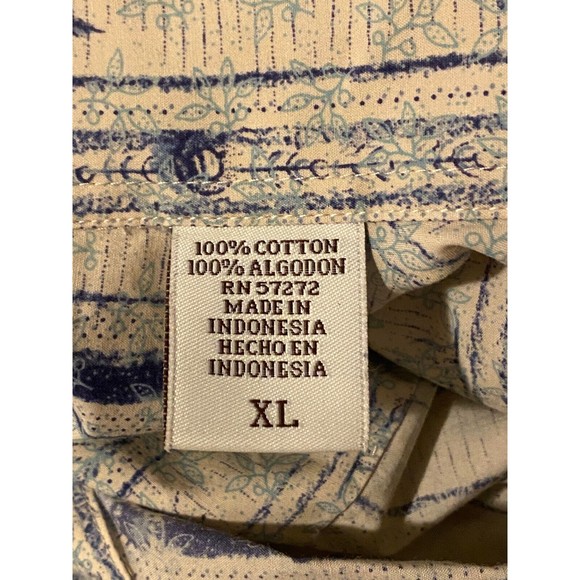 100% COTTON
100% ALGODON
RN 57272
MADE IN
INDONESIA
HECHO EN
INDONESIA
XL